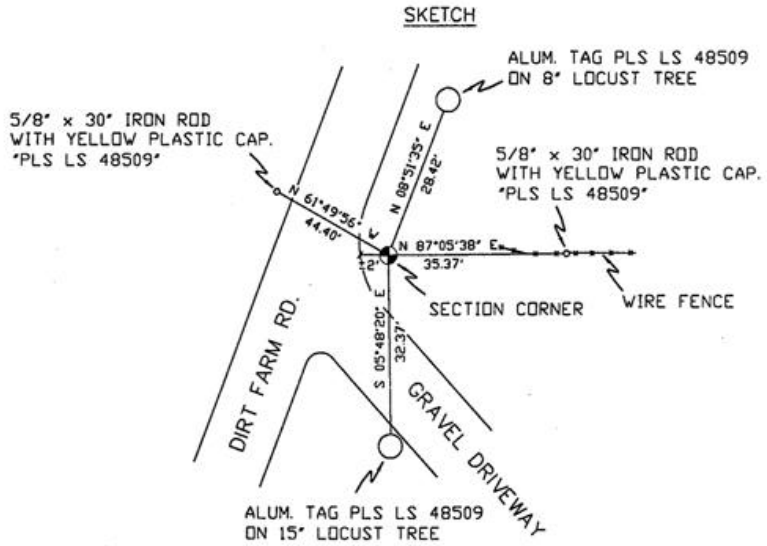 SKETCH
ALUM. TAG PLS LS 48509
ON 8" LOCUST TREE
5/8" x 30" IRON ROD
WITH YELLOW PLASTIC CAP.
"PLS LS 48509"
5/8" x 30" IRON ROD
WITH YELLOW PLASTIC CAP.
"PLS LS 48509"
N 08°51'35" E
28.42'
N 61°49'56" W
44.40'
N 87°05'38" E
35.37'
±2'
SECTION CORNER
WIRE FENCE
S 05°48'20" E
32.37'
DIRT FARM RD.
GRAVEL DRIVEWAY
ALUM. TAG PLS LS 48509
ON 15" LOCUST TREE